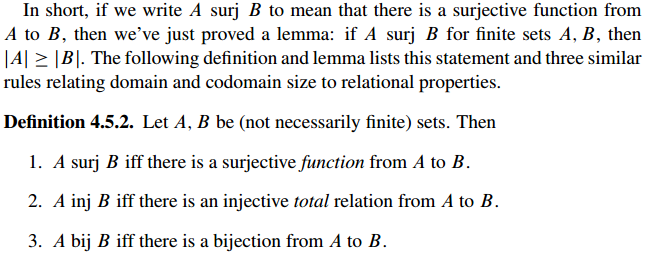 In short, if we write A surj B to mean that there is a surjective function from
A to B, then we've just proved a lemma: if A surj B for finite sets A, B, then
|A| ≥ |B|. The following definition and lemma lists this statement and three similar
rules relating domain and codomain size to relational properties.
Definition 4.5.2. Let A, B be (not necessarily finite) sets. Then
1. A surj B iff there is a surjective function from A to B.
2. A inj B iff there is an injective total relation from A to B.
3. A bij B iff there is a bijection from A to B.